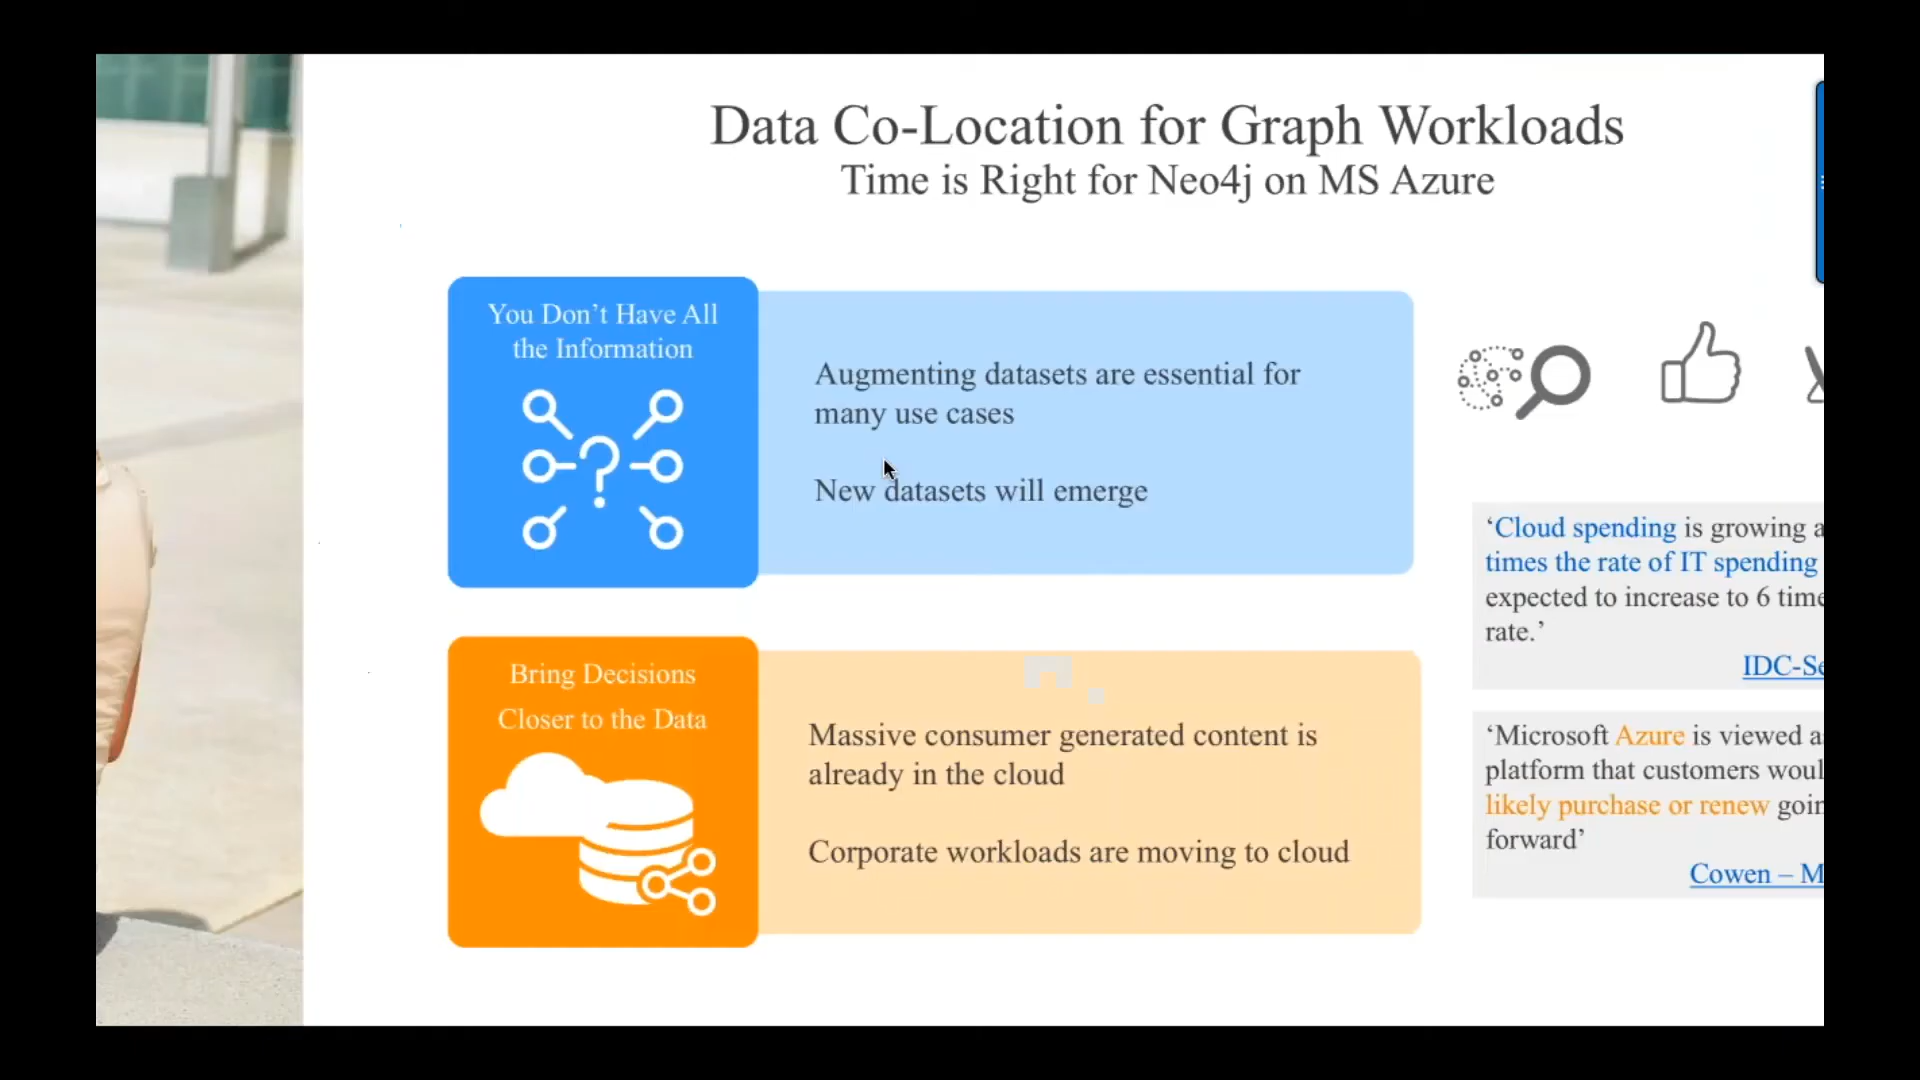 Data Co-Location for Graph Workloads
Time is Right for Neo4j on MS Azure
You Don’t Have All
the Information
?
Augmenting datasets are essential for
many use cases
New datasets will emerge
Bring Decisions
Closer to the Data
Massive consumer generated content is
already in the cloud
Corporate workloads are moving to cloud
‘Cloud spending is growing
times the rate of IT spending
expected to increase to 6
rate.’
‘Microsoft Azure is viewed
platform that customers
likely purchase or renew
forward’
Cowen –